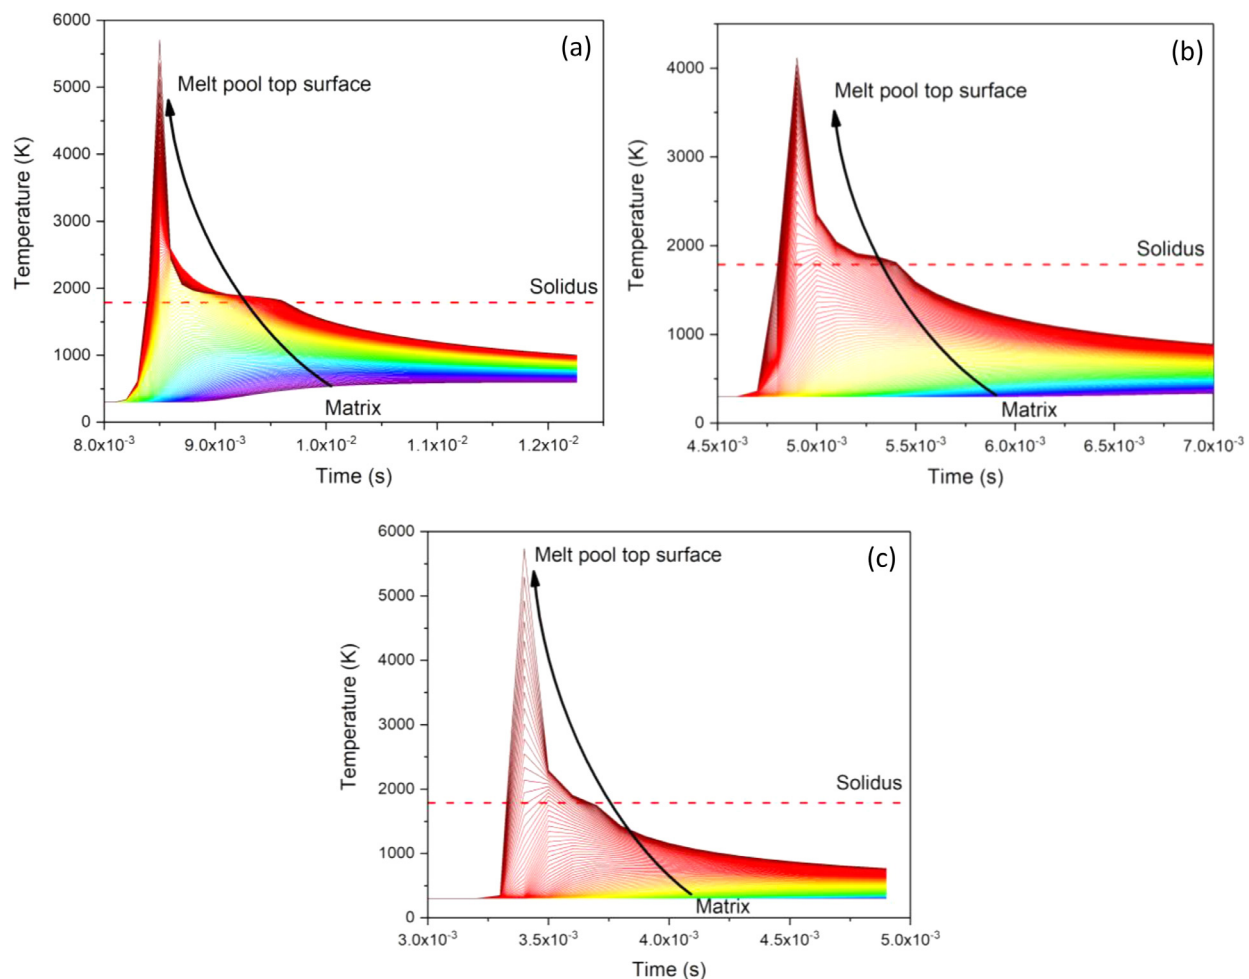 (a)
6000
5000
4000
3000
2000
1000
0
Temperature (K)
Melt pool top surface
Solidus
Matrix
8.0x10⁻³ 9.0x10⁻³ 1.0x10⁻² 1.1x10⁻² 1.2x10⁻²
Time (s)
(b)
4000
3000
2000
1000
0
Temperature (K)
Melt pool top surface
Solidus
Matrix
4.5x10⁻³ 5.0x10⁻³ 5.5x10⁻³ 6.0x10⁻³ 6.5x10⁻³ 7.0x10⁻³
Time (s)
(c)
6000
5000
4000
3000
2000
1000
0
Temperature (K)
Melt pool top surface
Solidus
Matrix
3.0x10⁻³ 3.5x10⁻³ 4.0x10⁻³ 4.5x10⁻³ 5.0x10⁻³
Time (s)